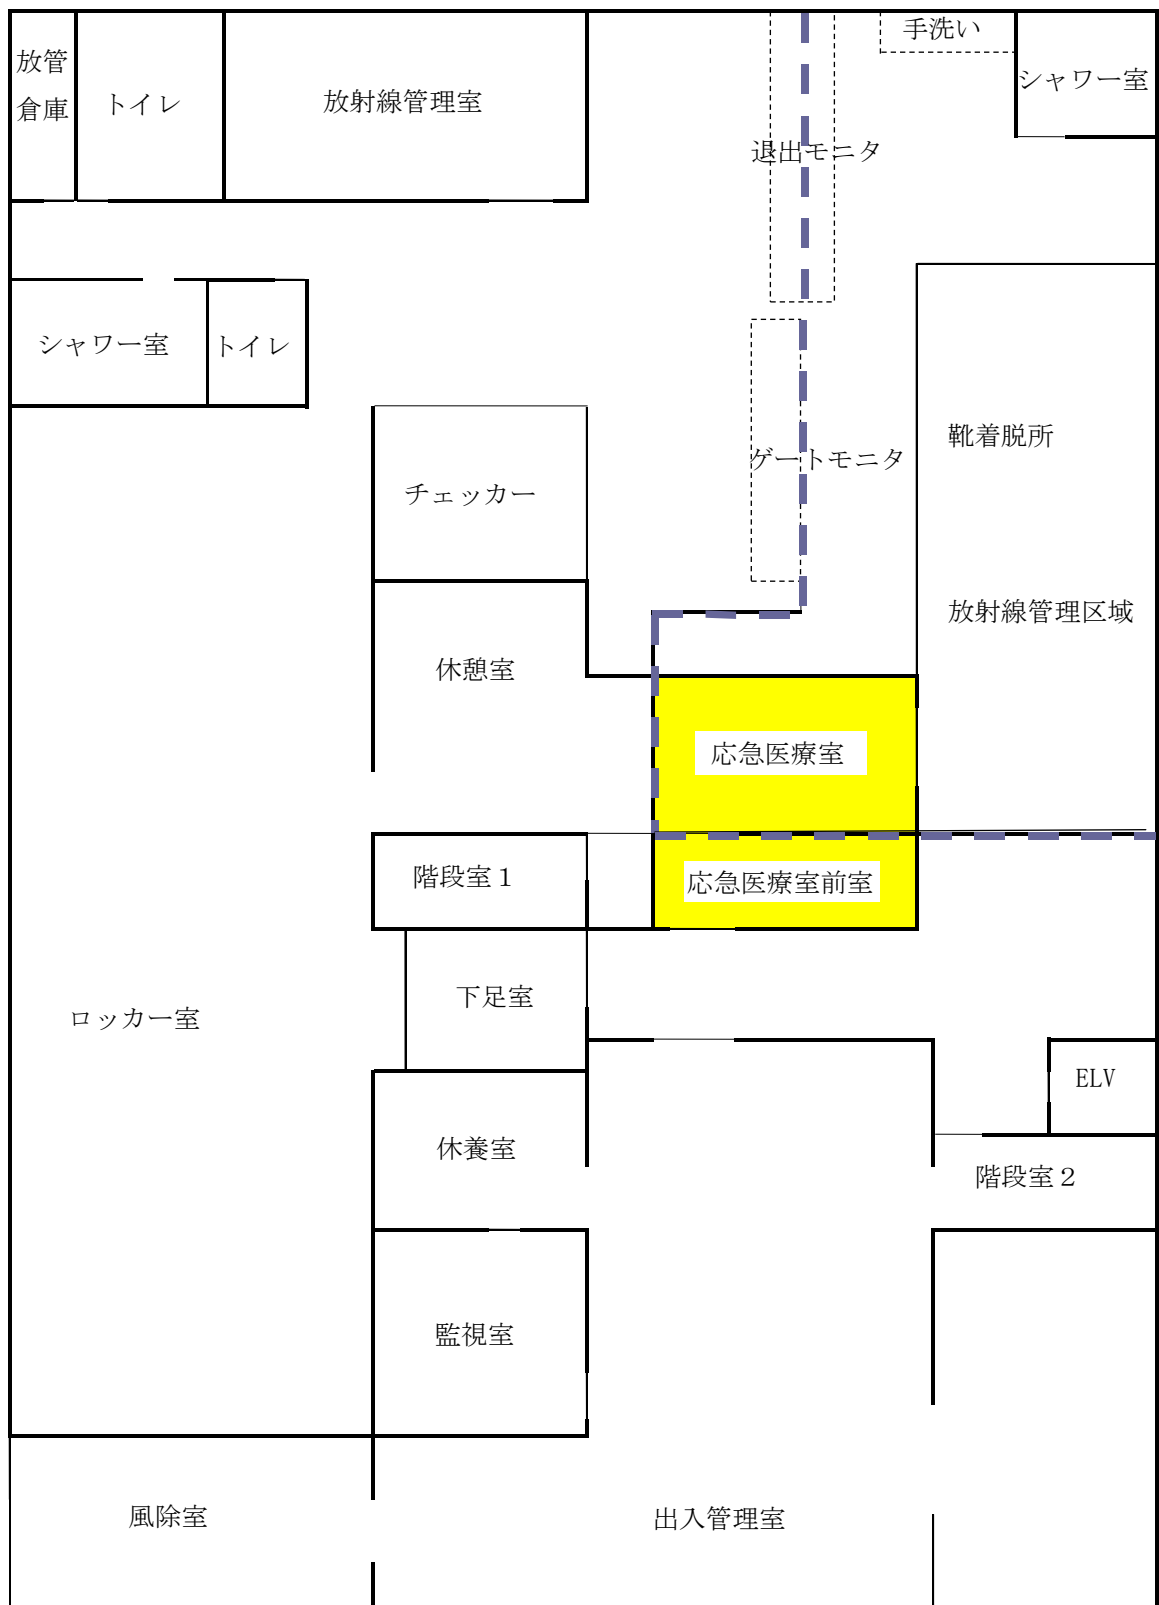 手洗い
放管
倉庫
トイレ
放射線管理室
シャワー室
退出モニタ
シャワー室
トイレ
靴着脱所
ゲートモニタ
チェッカー
放射線管理区域
休憩室
応急医療室
階段室１
応急医療室前室
下足室
ロッカー室
ELV
休養室
階段室２
監視室
風除室
出入管理室